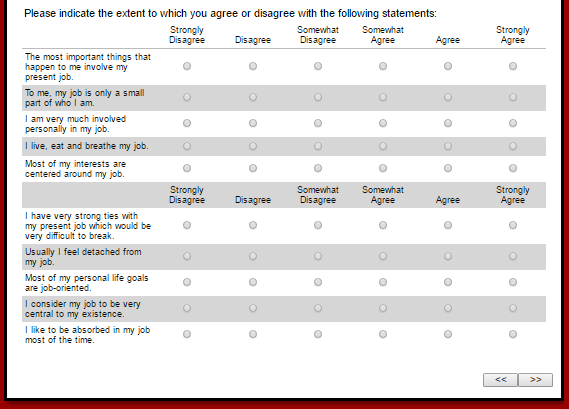 Please indicate the extent to which you agree or disagree with the following statements:
Strongly Disagree Disagree Somewhat Disagree Somewhat Agree Agree Strongly Agree
The most important things that
happen to me involve my
present job.
To me, my job is only a small
part of who I am.
I am very much involved
personally in my job.
I live, eat and breathe my job.
Most of my interests are
centered around my job.
Strongly Disagree Disagree Somewhat Disagree Somewhat Agree Agree Strongly Agree
I have very strong ties with
my present job which would be
very difficult to break.
Usually I feel detached from
my job.
Most of my personal life goals
are job-oriented.
I consider my job to be very
central to my existence.
I like to be absorbed in my job
most of the time.
<< >>